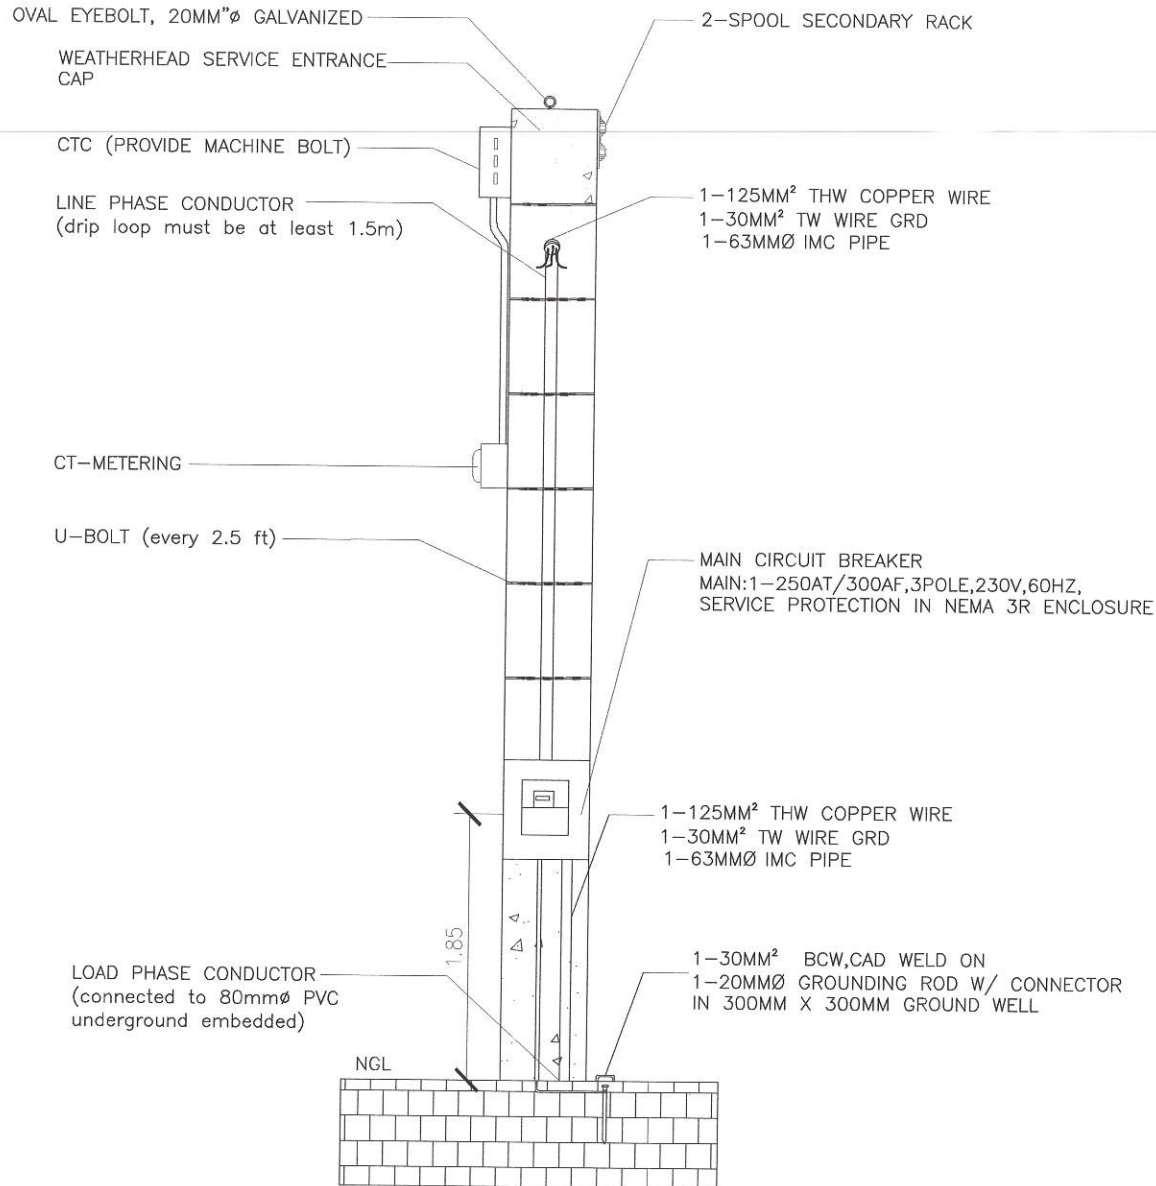 OVAL EYEBOLT, 20MM"ø GALVANIZED
2-SPOOL SECONDARY RACK
WEATHERHEAD SERVICE ENTRANCE
CAP
CTC (PROVIDE MACHINE BOLT)
LINE PHASE CONDUCTOR
(drip loop must be at least 1.5m)
1-125MM² THW COPPER WIRE
1-30MM² TW WIRE GRD
1-63MMØ IMC PIPE
CT-METERING
U-BOLT (every 2.5 ft)
MAIN CIRCUIT BREAKER
MAIN:1-250AT/300AF,3POLE,230V,60HZ,
SERVICE PROTECTION IN NEMA 3R ENCLOSURE
1-125MM² THW COPPER WIRE
1-30MM² TW WIRE GRD
1-63MMØ IMC PIPE
1.85
LOAD PHASE CONDUCTOR
(connected to 80mmø PVC
underground embedded)
1-30MM² BCW,CAD WELD ON
1-20MMØ GROUNDING ROD W/ CONNECTOR
IN 300MM X 300MM GROUND WELL
NGL